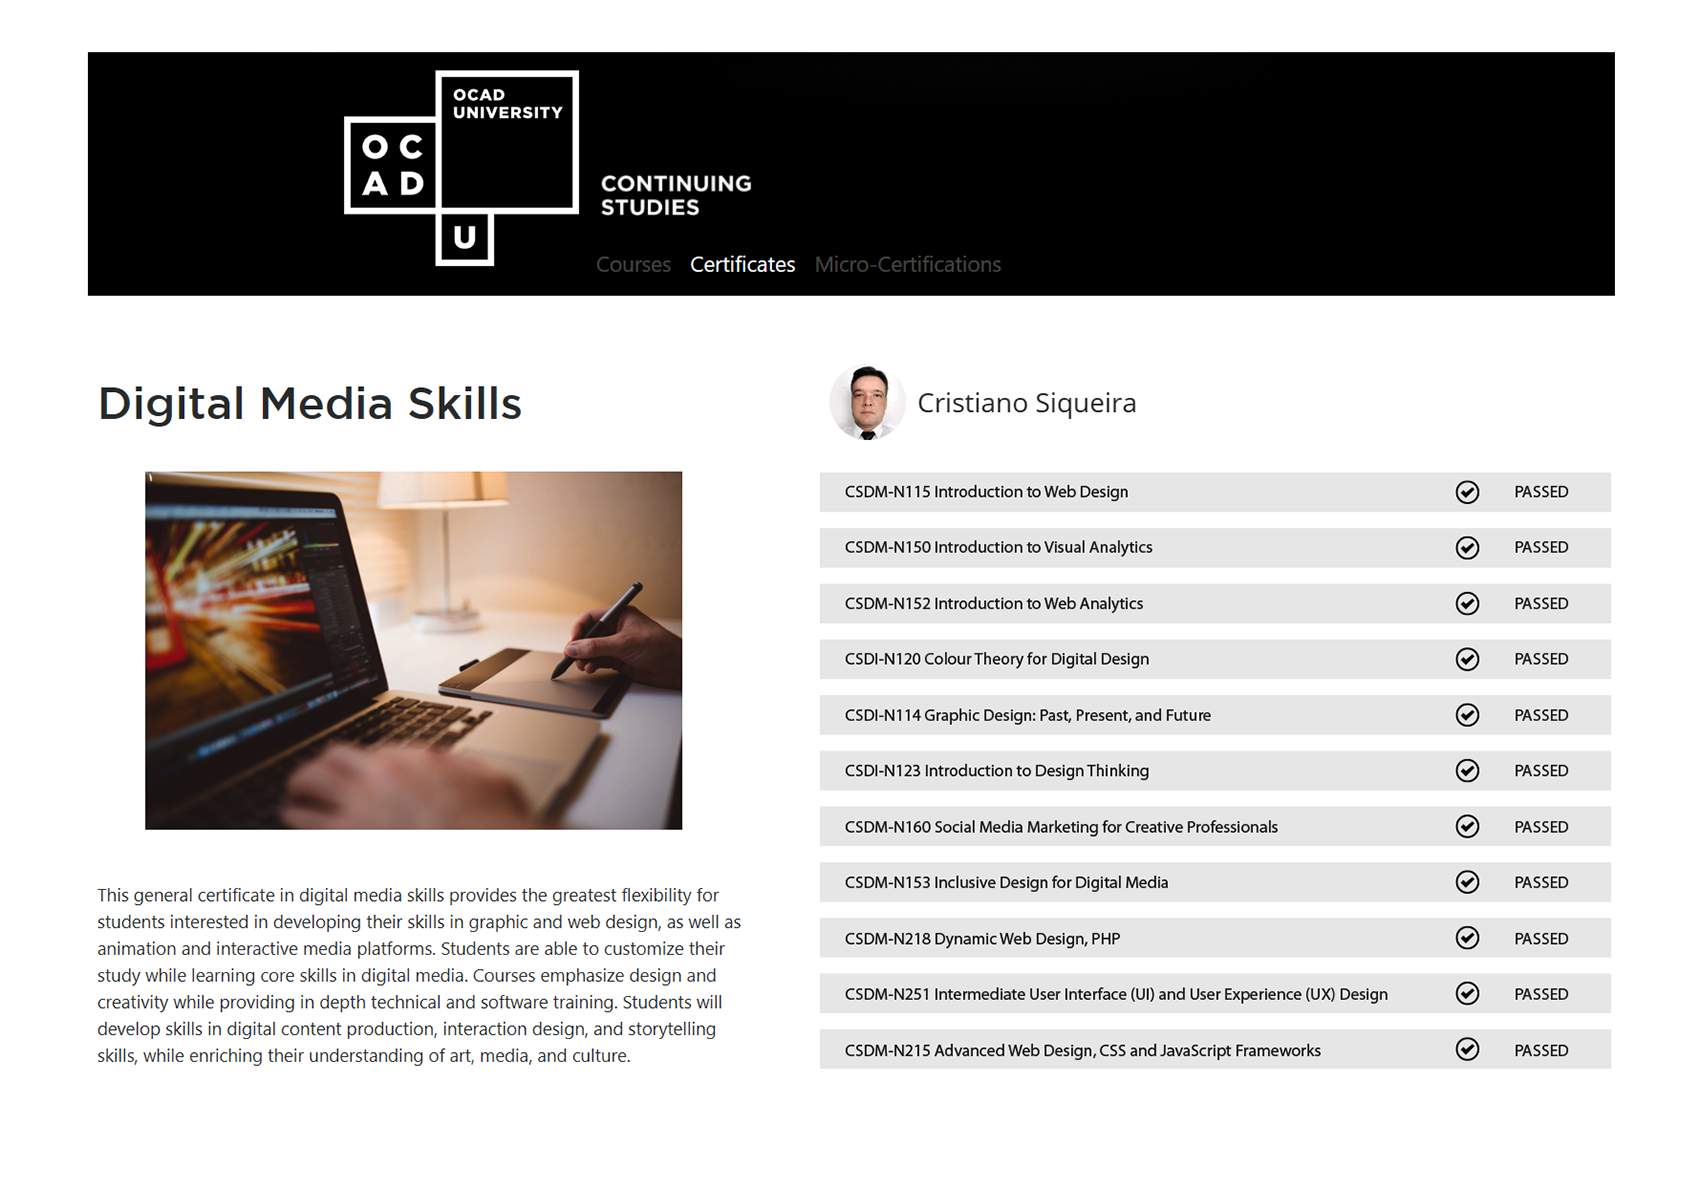 OCAD
UNIVERSITY
O C
A D
U
CONTINUING
STUDIES
Courses Certificates Micro-Certifications
Digital Media Skills
This general certificate in digital media skills provides the greatest flexibility for
students interested in developing their skills in graphic and web design, as well as
animation and interactive media platforms. Students are able to customize their
study while learning core skills in digital media. Courses emphasize design and
creativity while providing in depth technical and software training. Students will
develop skills in digital content production, interaction design, and storytelling
skills, while enriching their understanding of art, media, and culture.
Cristiano Siqueira
CSDM-N115 Introduction to Web Design PASSED
CSDM-N150 Introduction to Visual Analytics PASSED
CSDM-N152 Introduction to Web Analytics PASSED
CSDI-N120 Colour Theory for Digital Design PASSED
CSDI-N114 Graphic Design: Past, Present, and Future PASSED
CSDI-N123 Introduction to Design Thinking PASSED
CSDM-N160 Social Media Marketing for Creative Professionals PASSED
CSDM-N153 Inclusive Design for Digital Media PASSED
CSDM-N218 Dynamic Web Design, PHP PASSED
CSDM-N251 Intermediate User Interface (UI) and User Experience (UX) Design PASSED
CSDM-N215 Advanced Web Design, CSS and JavaScript Frameworks PASSED